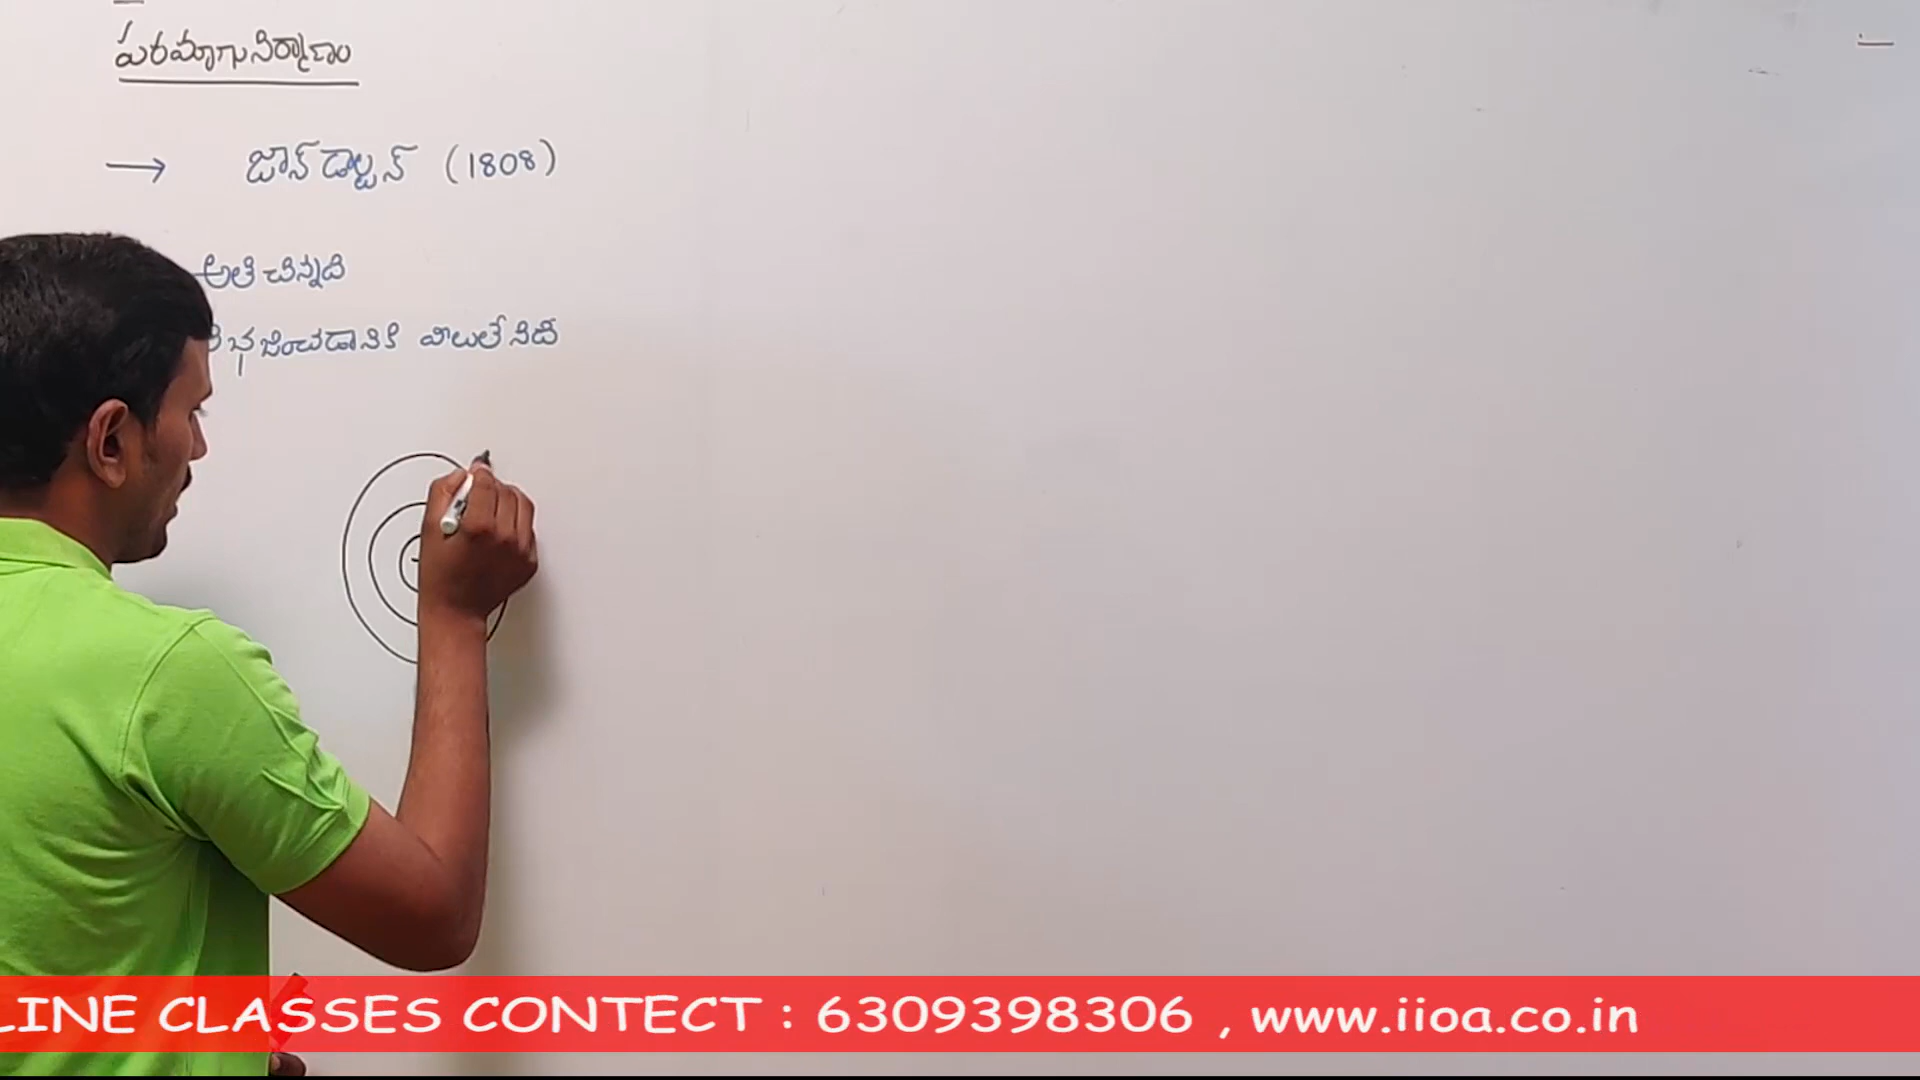 పరమాణు నిర్మాణం
→ జాన్ డాల్టన్ (1808)
అతి చిన్నది
విభజించడానికి వీలులేనిది
LINE CLASSES CONTECT : 6309398306 , www.iioa.co.in